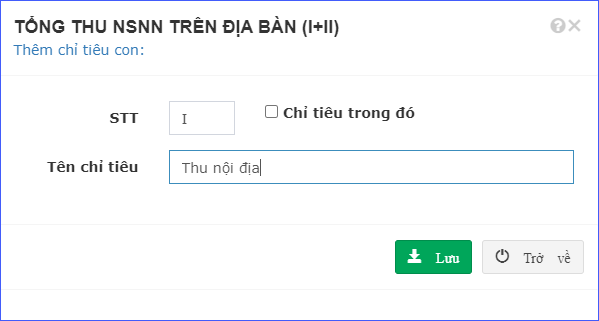 TỔNG THU NSNN TRÊN ĐỊA BÀN (I+II)
Thêm chỉ tiêu con:
STT I Chỉ tiêu trong đó
Tên chỉ tiêu Thu nội địa
Lưu Trở về